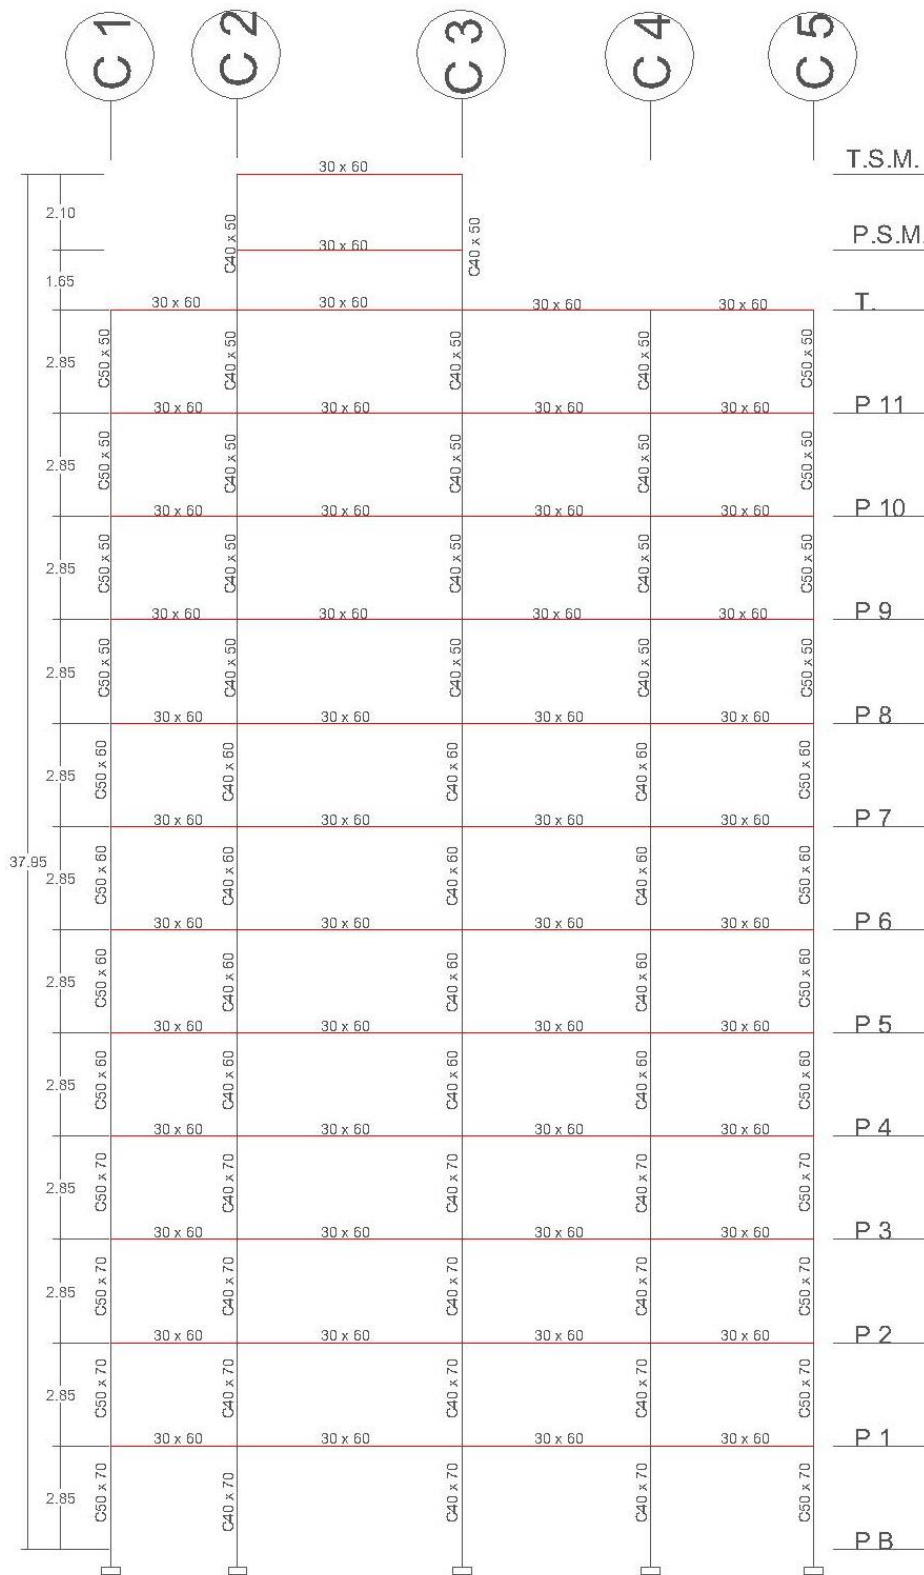 C 1 C 2 C 3 C 4 C 5
30 x 60 T.S.M.
2.10 C40 x 50 C40 x 50
30 x 60 P.S.M.
1.65
30 x 60 30 x 60 30 x 60 30 x 60 T.
2.85 C50 x 50 C40 x 50 C40 x 50 C40 x 50 C50 x 50
30 x 60 30 x 60 30 x 60 30 x 60 P 11
2.85 C50 x 50 C40 x 50 C40 x 50 C40 x 50 C50 x 50
30 x 60 30 x 60 30 x 60 30 x 60 P 10
2.85 C50 x 50 C40 x 50 C40 x 50 C40 x 50 C50 x 50
30 x 60 30 x 60 30 x 60 30 x 60 P 9
2.85 C50 x 50 C40 x 50 C40 x 50 C40 x 50 C50 x 50
30 x 60 30 x 60 30 x 60 30 x 60 P 8
2.85 C50 x 60 C40 x 60 C40 x 60 C40 x 60 C50 x 60
30 x 60 30 x 60 30 x 60 30 x 60 P 7
37.95
2.85 C50 x 60 C40 x 60 C40 x 60 C40 x 60 C50 x 60
30 x 60 30 x 60 30 x 60 30 x 60 P 6
2.85 C50 x 60 C40 x 60 C40 x 60 C40 x 60 C50 x 60
30 x 60 30 x 60 30 x 60 30 x 60 P 5
2.85 C50 x 60 C40 x 60 C40 x 60 C40 x 60 C50 x 60
30 x 60 30 x 60 30 x 60 30 x 60 P 4
2.85 C50 x 70 C40 x 70 C40 x 70 C40 x 70 C50 x 70
30 x 60 30 x 60 30 x 60 30 x 60 P 3
2.85 C50 x 70 C40 x 70 C40 x 70 C40 x 70 C50 x 70
30 x 60 30 x 60 30 x 60 30 x 60 P 2
2.85 C50 x 70 C40 x 70 C40 x 70 C40 x 70 C50 x 70
30 x 60 30 x 60 30 x 60 30 x 60 P 1
2.85 C50 x 70 C40 x 70 C40 x 70 C40 x 70 C50 x 70
P B